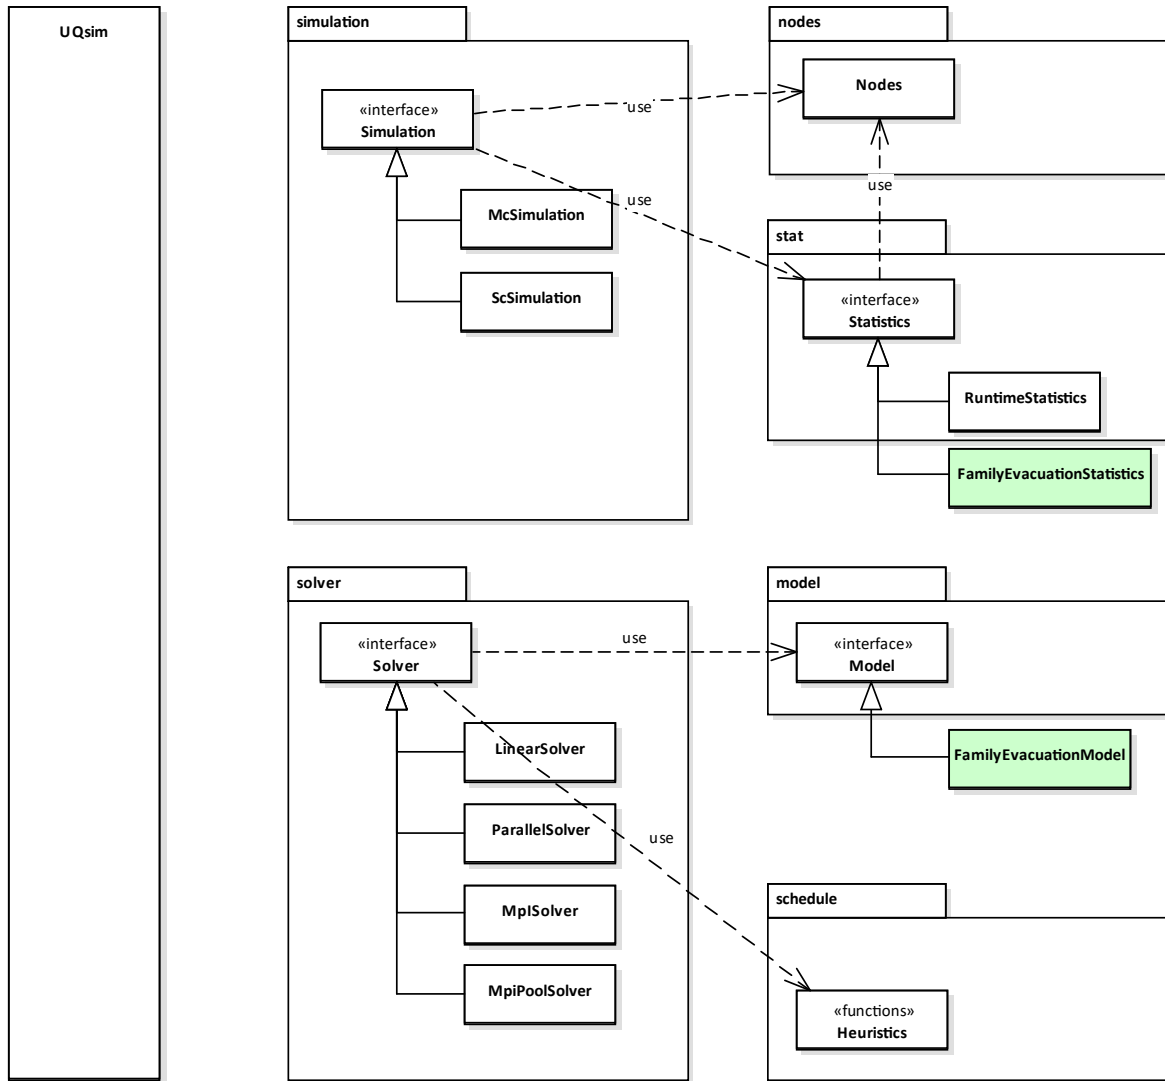 UQsim
simulation
«interface»
Simulation
McSimulation
ScSimulation
use
use
nodes
Nodes
use
stat
«interface»
Statistics
RuntimeStatistics
FamilyEvacuationStatistics
solver
«interface»
Solver
LinearSolver
ParallelSolver
MpISolver
MpiPoolSolver
use
use
model
«interface»
Model
FamilyEvacuationModel
schedule
«functions»
Heuristics